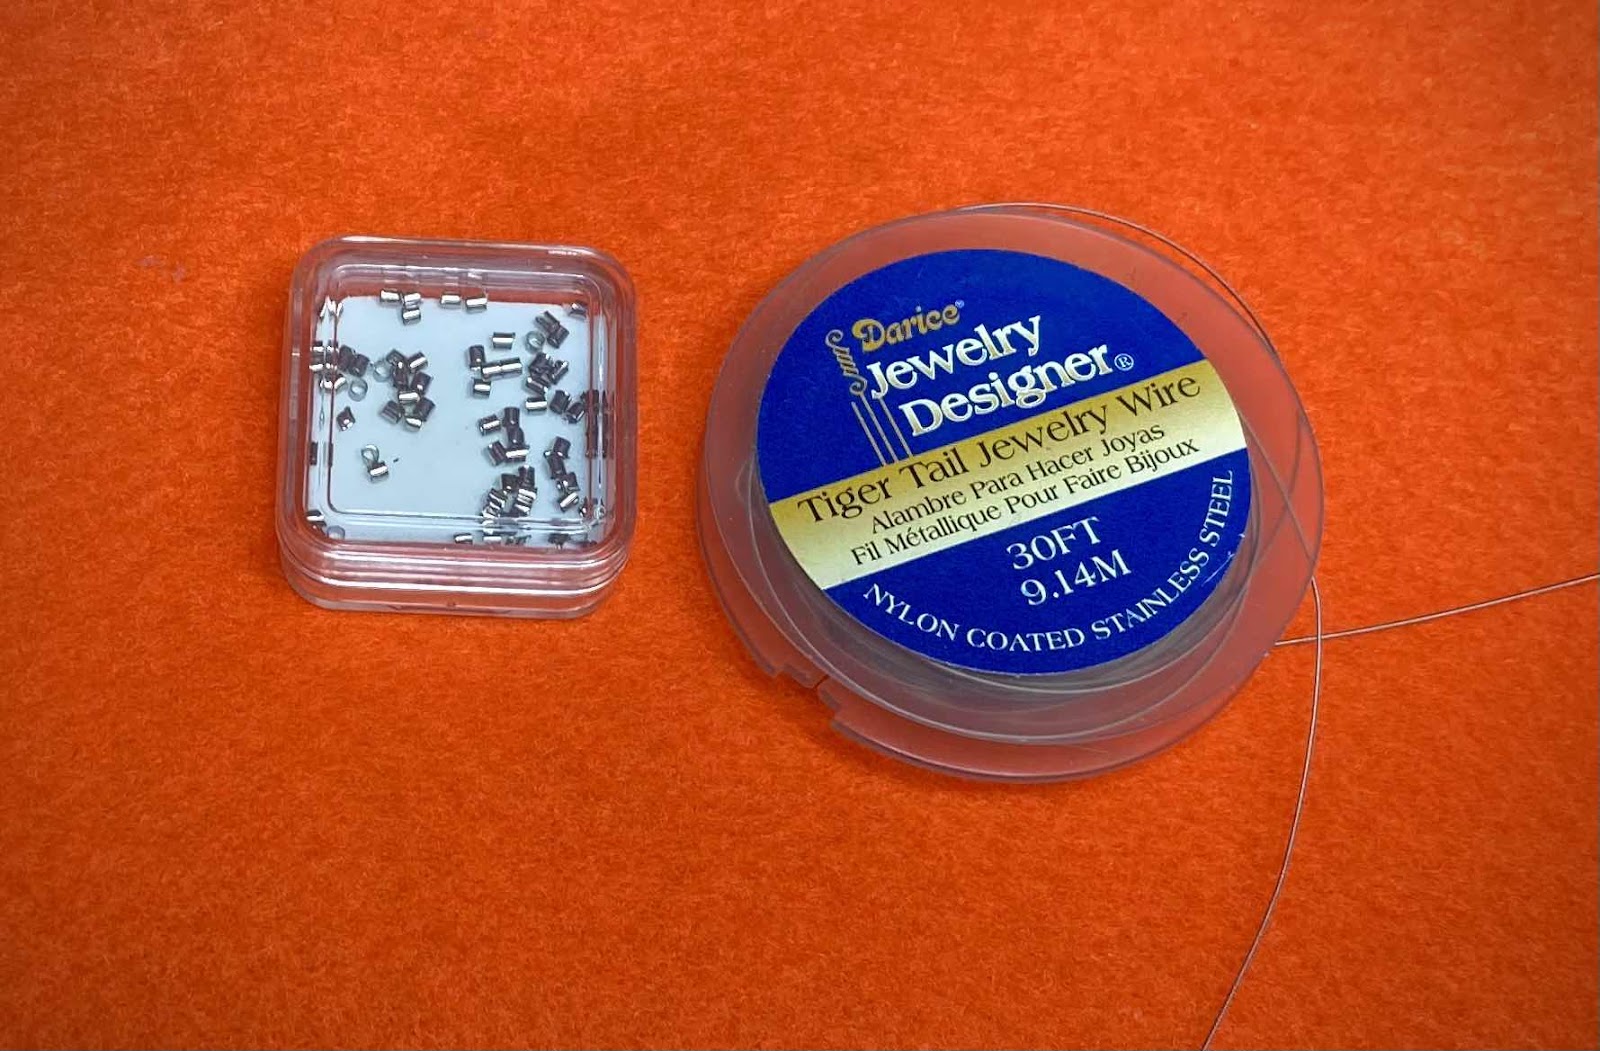 Darice®
Jewelry
Designer®
Tiger Tail Jewelry Wire
Alambre Para Hacer Joyas
Fil Métallique Pour Faire Bijoux
30FT
9.14M
NYLON COATED STAINLESS STEEL